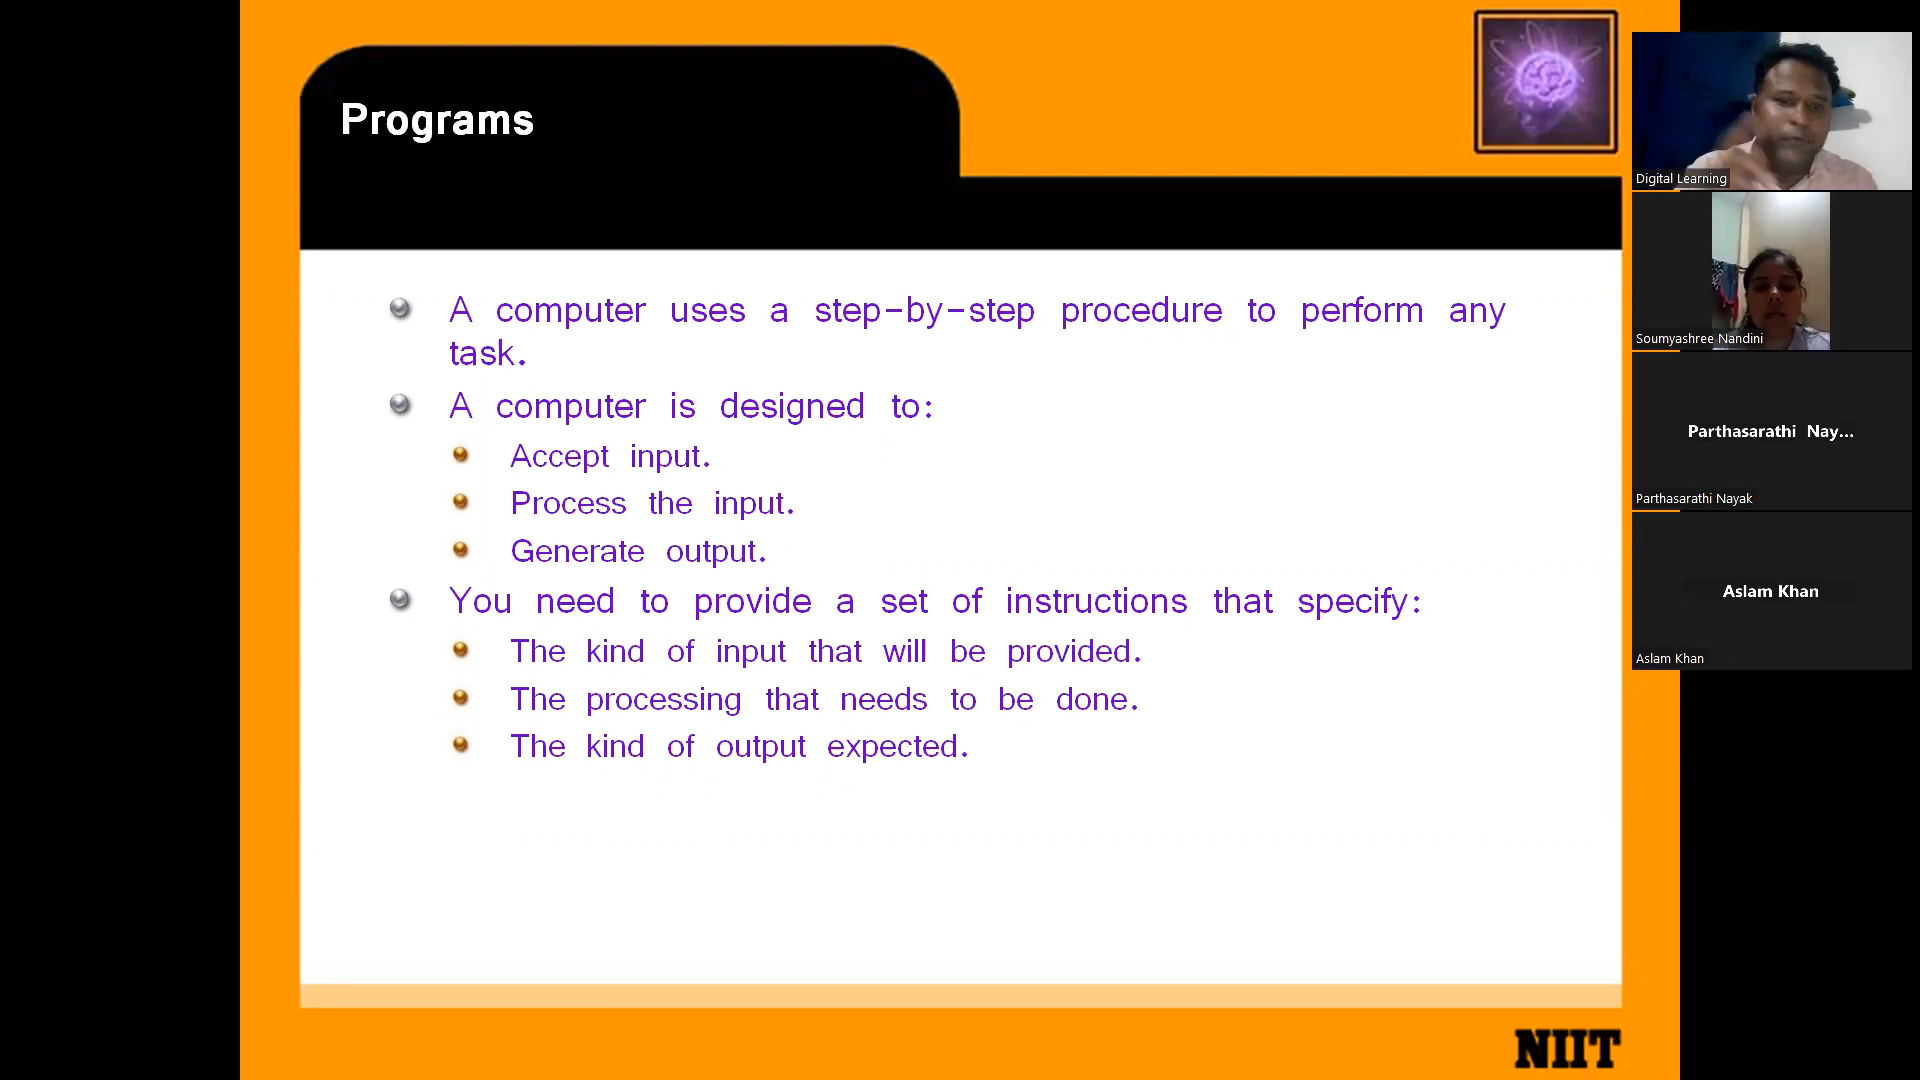 Programs
A computer uses a step-by-step procedure to perform any
task.
A computer is designed to:
Accept input.
Process the input.
Generate output.
You need to provide a set of instructions that specify:
The kind of input that will be provided.
The processing that needs to be done.
The kind of output expected.
NIIT
Digital Learning
Soumyashree Nandini
Parthasarathi Nay...
Parthasarathi Nayak
Aslam Khan
Aslam Khan